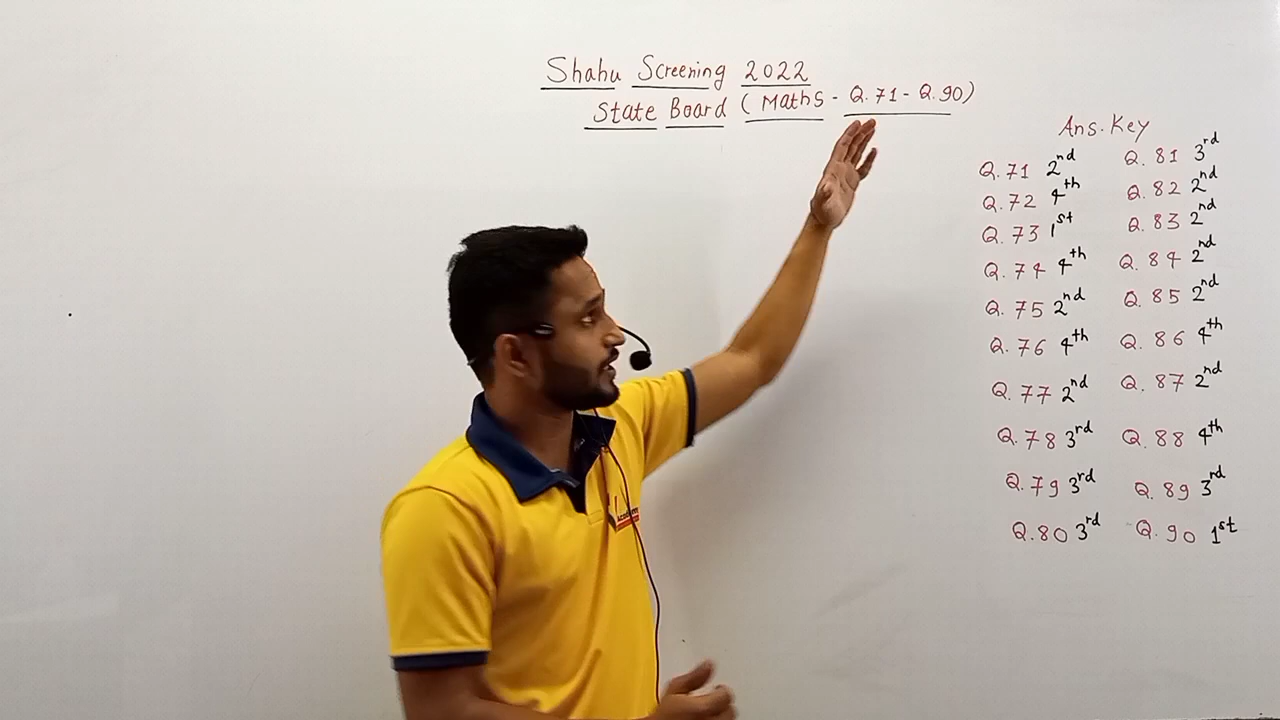 Shahu Screening 2022
State Board (Maths - Q.71 - Q.90)
Ans. Key
Q. 71 2nd
Q. 72 4th
Q. 73 1st
Q. 74 4th
Q. 75 2nd
Q. 76 4th
Q. 77 2nd
Q. 78 3rd
Q. 79 3rd
Q. 80 3rd
Q. 81 3rd
Q. 82 2nd
Q. 83 2nd
Q. 84 2nd
Q. 85 2nd
Q. 86 4th
Q. 87 2nd
Q. 88 4th
Q. 89 3rd
Q. 90 1st